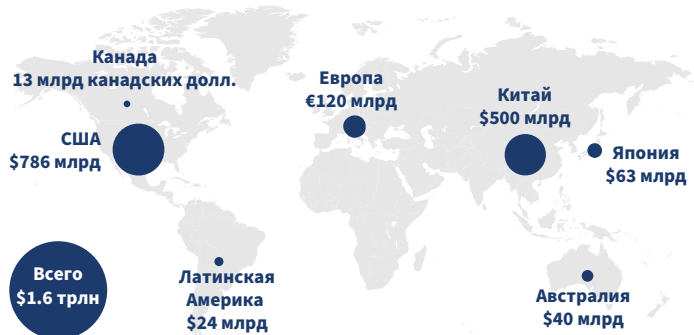 Канада
13 млрд канадских долл.
США
$786 млрд
Европа
€120 млрд
Китай
$500 млрд
Япония
$63 млрд
Всего
$1.6 трлн
Латинская
Америка
$24 млрд
Австралия
$40 млрд